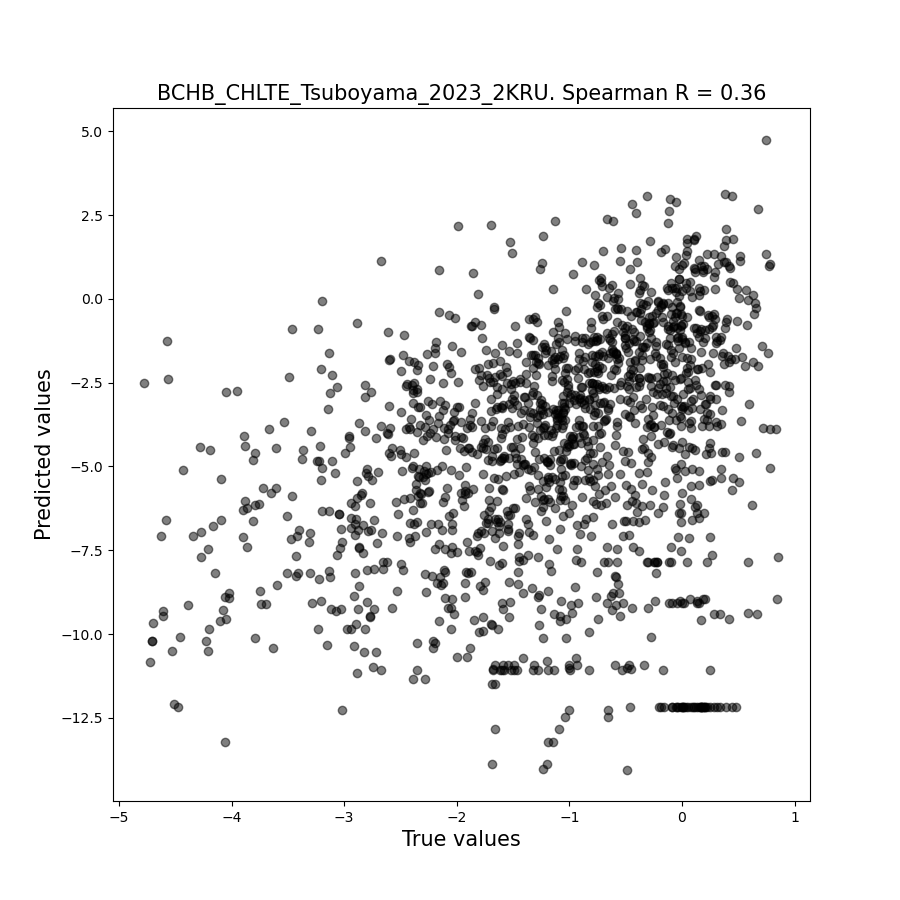 BCHB_CHLTE_Tsuboyama_2023_2KRU. Spearman R = 0.36
5.0
2.5
0.0
−2.5
−5.0
−7.5
−10.0
−12.5
Predicted values
−5 −4 −3 −2 −1 0 1
True values